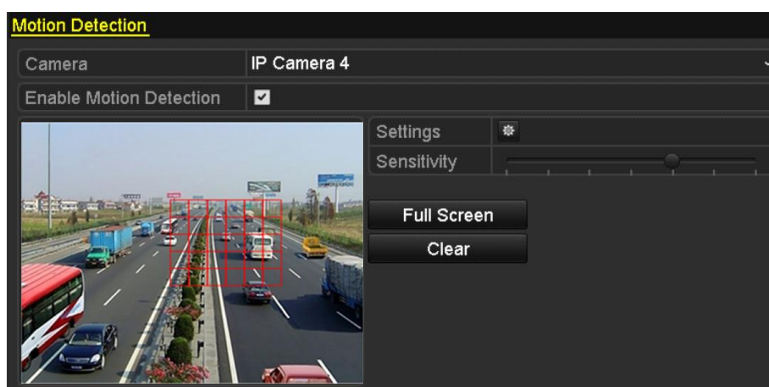 Motion Detection
Camera
IP Camera 4
Enable Motion Detection
Settings
Sensitivity
Full Screen
Clear